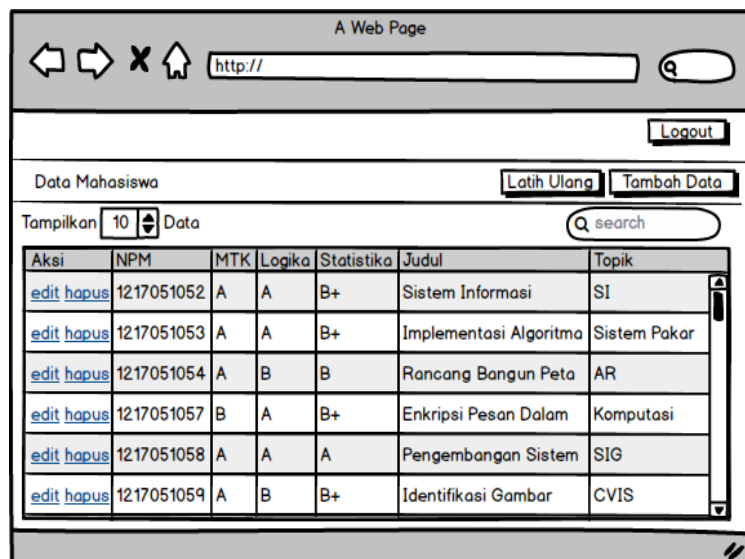 A Web Page
http://
Logout
Data Mahasiswa Latih Ulang Tambah Data
Tampilkan 10 Data search
Aksi NPM MTK Logika Statistika Judul Topik
edit hapus 1217051052 A A B+ Sistem Informasi SI
edit hapus 1217051053 A A B+ Implementasi Algoritma Sistem Pakar
edit hapus 1217051054 A B B Rancang Bangun Peta AR
edit hapus 1217051057 B A B+ Enkripsi Pesan Dalam Komputasi
edit hapus 1217051058 A A A Pengembangan Sistem SIG
edit hapus 1217051059 A B B+ Identifikasi Gambar CVIS